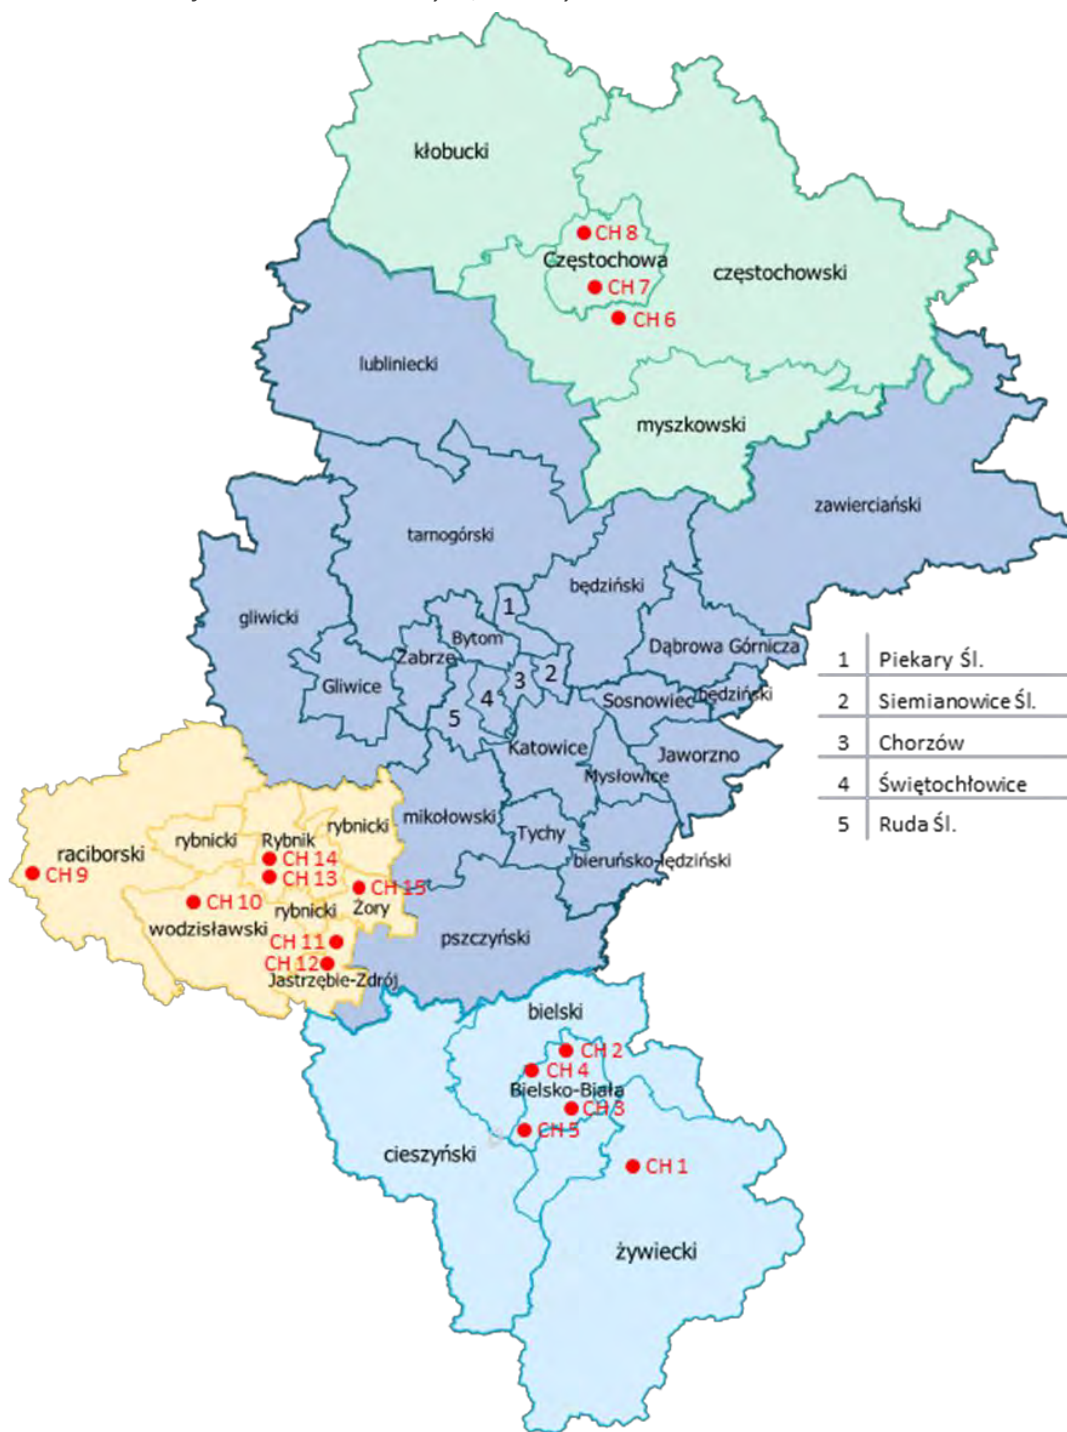 kłobucki
CH 8
Częstochowa
częstochowski
CH 7
CH 6
lubliniecki
myszkowski
zawierciański
tarnogórski
będziński
1
gliwicki
Bytom
Dąbrowa Górnicza
Zabrze
2
3
Gliwice
4
Sosnowiec
będziński
5
Katowice
Jaworzno
Mysłowice
1 Piekary Śl.
2 Siemianowice Śl.
3 Chorzów
4 Świętochłowice
5 Ruda Śl.
mikołowski
rybnicki
Tychy
rybnicki
Rybnik
raciborski
CH 14
bierunsko-lędziński
CH 9
CH 13
CH 15
CH 10
Żory
rybnicki
wodzisławski
pszczyński
CH 11
CH 12
Jastrzębie-Zdrój
bielski
CH 2
CH 4
Bielsko-Biała
CH 3
CH 5
cieszyński
CH 1
żywiecki